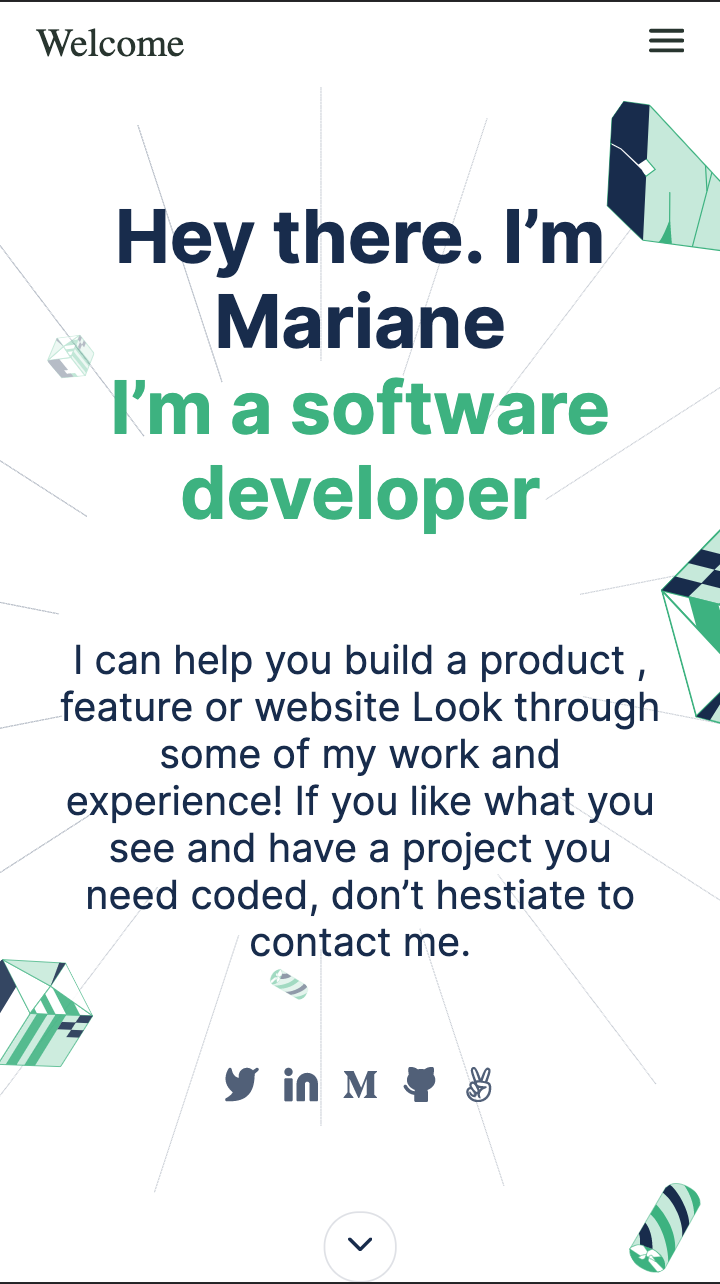 Welcome
Hey there. I’m
Mariane
I’m a software
developer
I can help you build a product ,
feature or website Look through
some of my work and
experience! If you like what you
see and have a project you
need coded, don’t hestiate to
contact me.